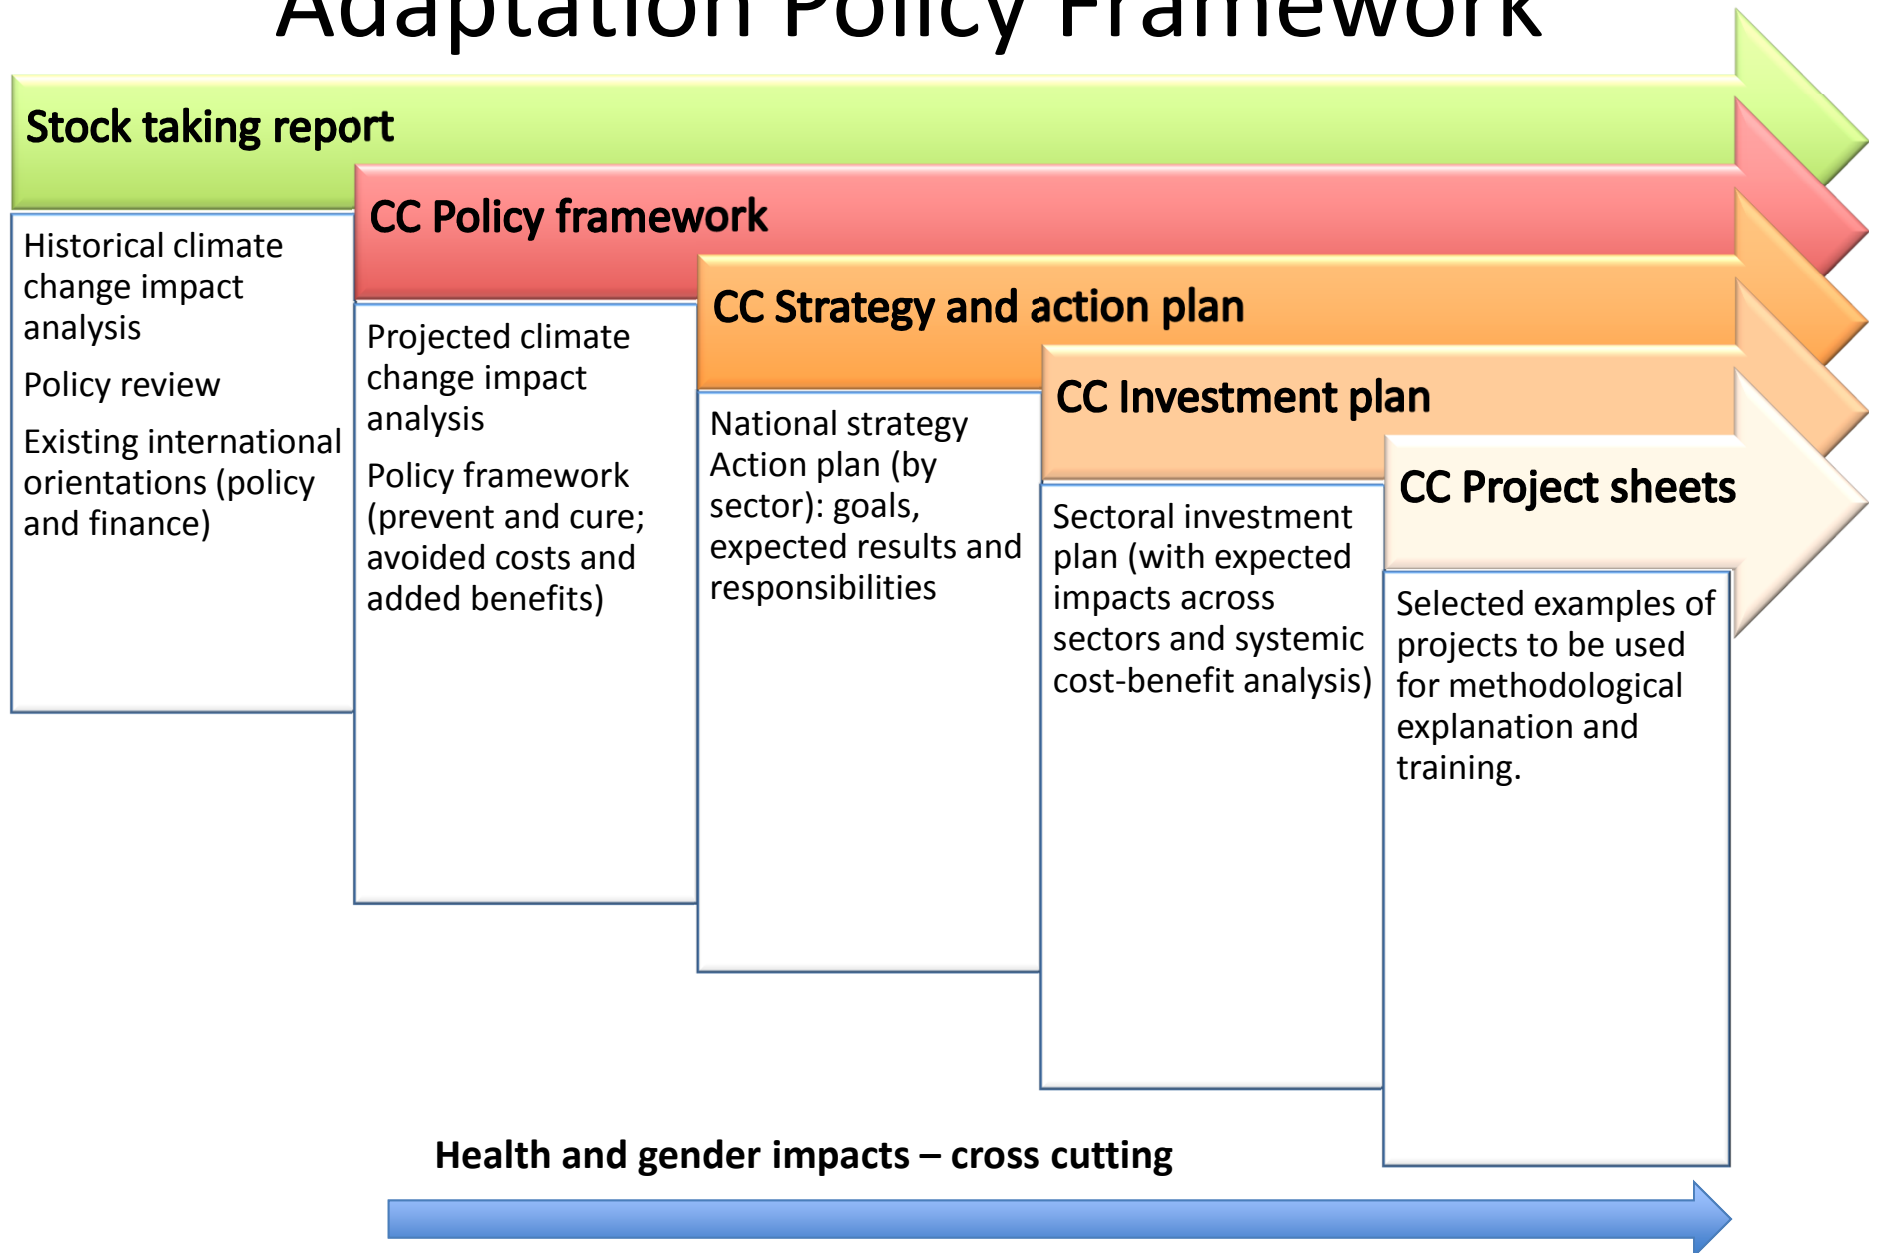 Adaptation Policy Framework
Stock taking report
Historical climate
change impact
analysis
Policy review
Existing international
orientations (policy
and finance)
CC Policy framework
Projected climate
change impact
analysis
Policy framework
(prevent and cure;
avoided costs and
added benefits)
CC Strategy and action plan
National strategy
Action plan (by
sector): goals,
expected results and
responsibilities
CC Investment plan
Sectoral investment
plan (with expected
impacts across
sectors and systemic
cost-benefit analysis)
CC Project sheets
Selected examples of
projects to be used
for methodological
explanation and
training.
Health and gender impacts – cross cutting